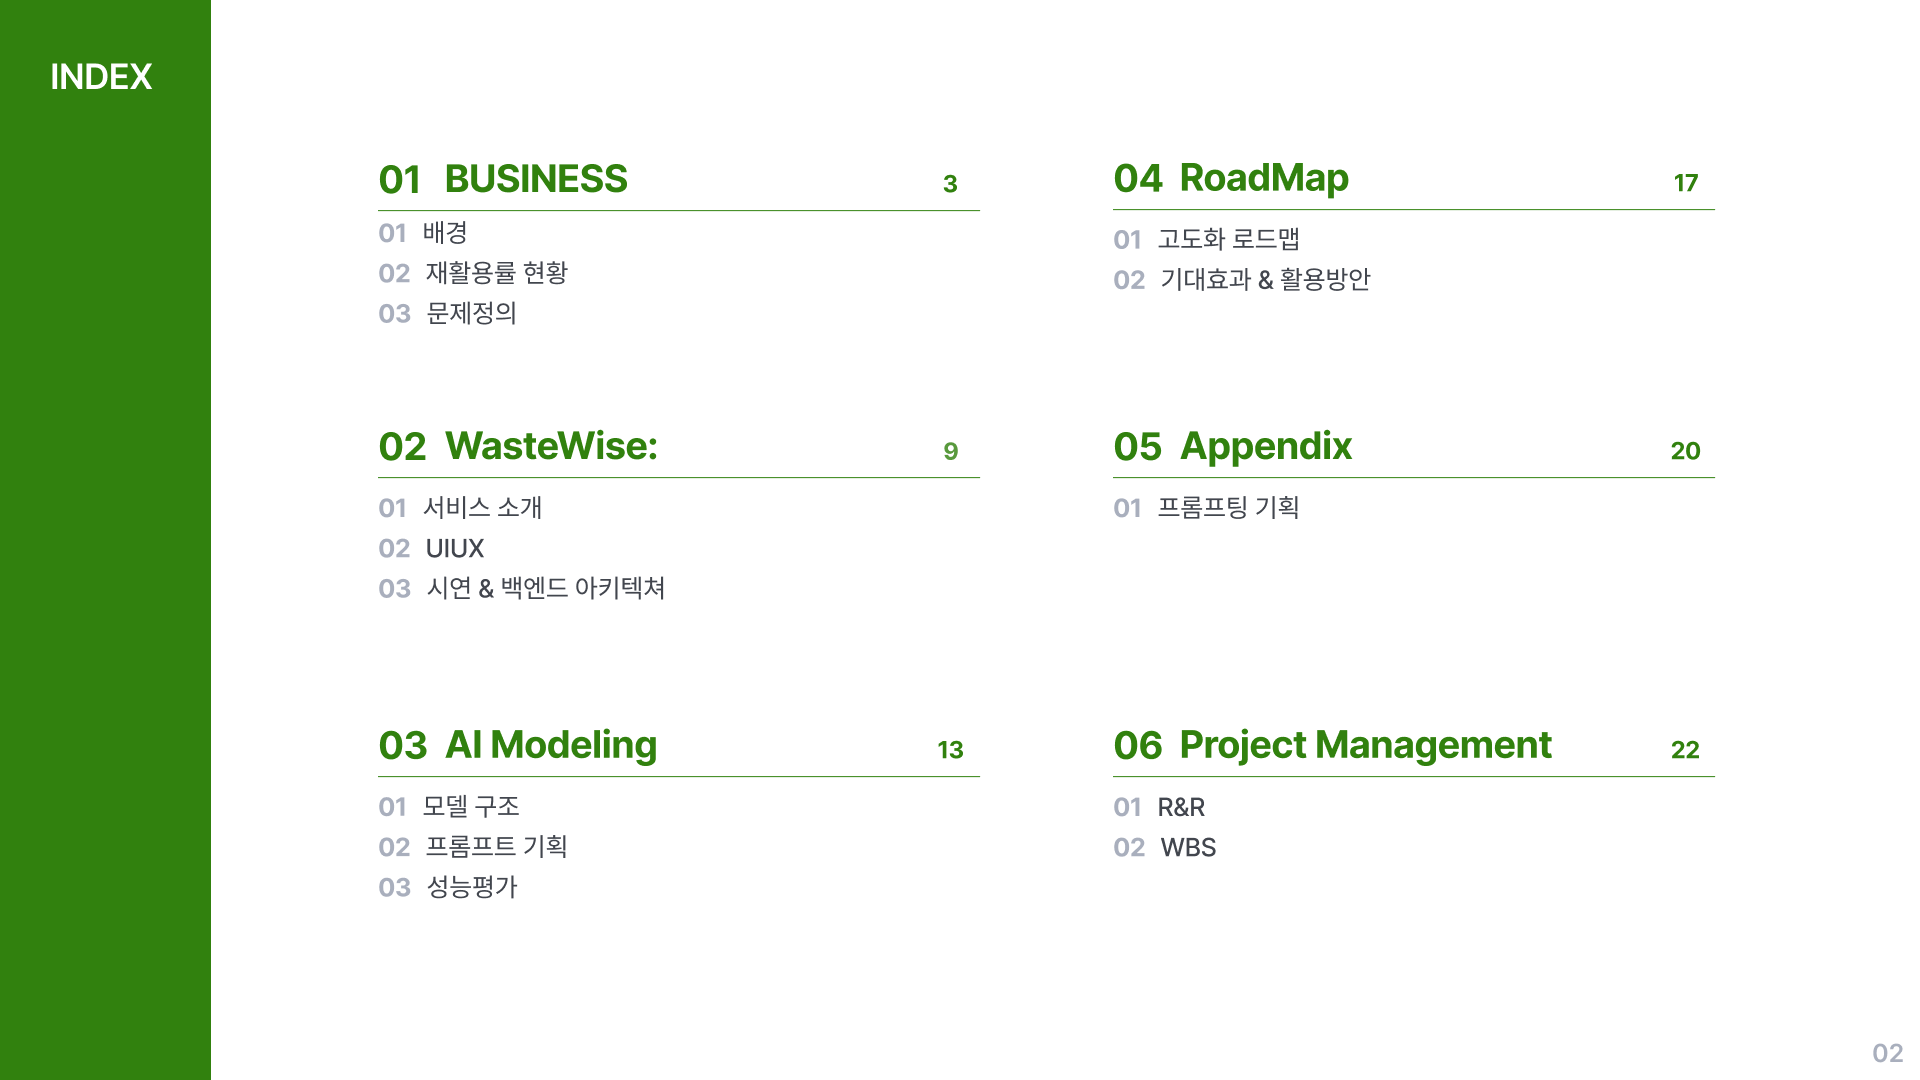 INDEX
01 BUSINESS 3
01 배경
02 재활용률 현황
03 문제정의
02 WasteWise: 9
01 서비스 소개
02 UIUX
03 시연 & 백엔드 아키텍쳐
03 AI Modeling 13
01 모델 구조
02 프롬프트 기획
03 성능평가
04 RoadMap 17
01 고도화 로드맵
02 기대효과 & 활용방안
05 Appendix 20
01 프롬프팅 기획
06 Project Management 22
01 R&R
02 WBS
02